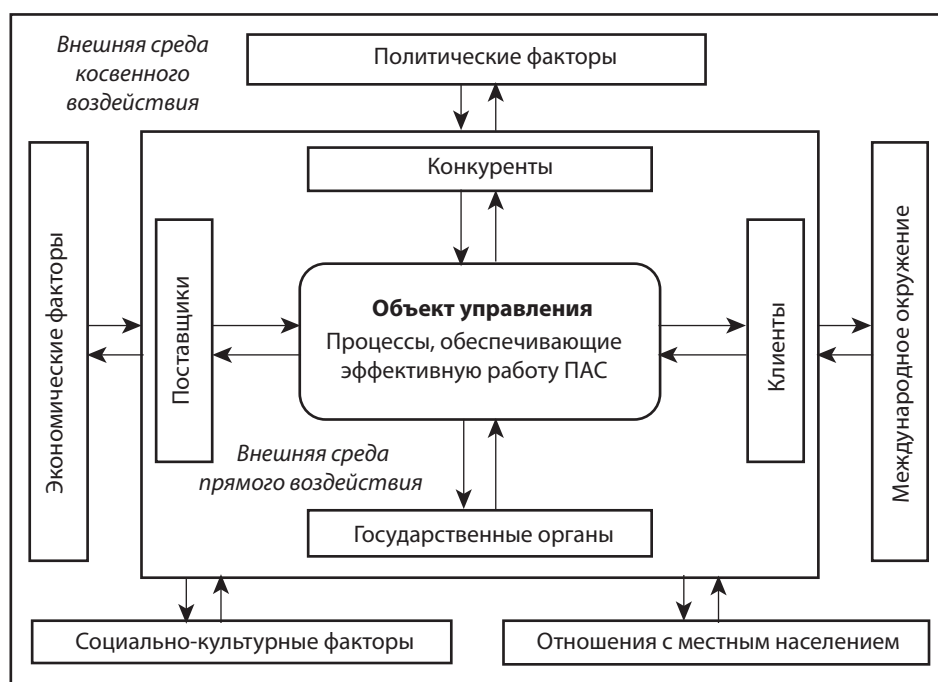 Внешняя среда
косвенного
воздействия
Политические факторы
Конкуренты
Экономические факторы
Поставщики
Объект управления
Процессы, обеспечивающие
эффективную работу ПАС
Клиенты
Международное окружение
Внешняя среда
прямого воздействия
Государственные органы
Социально-культурные факторы
Отношения с местным населением